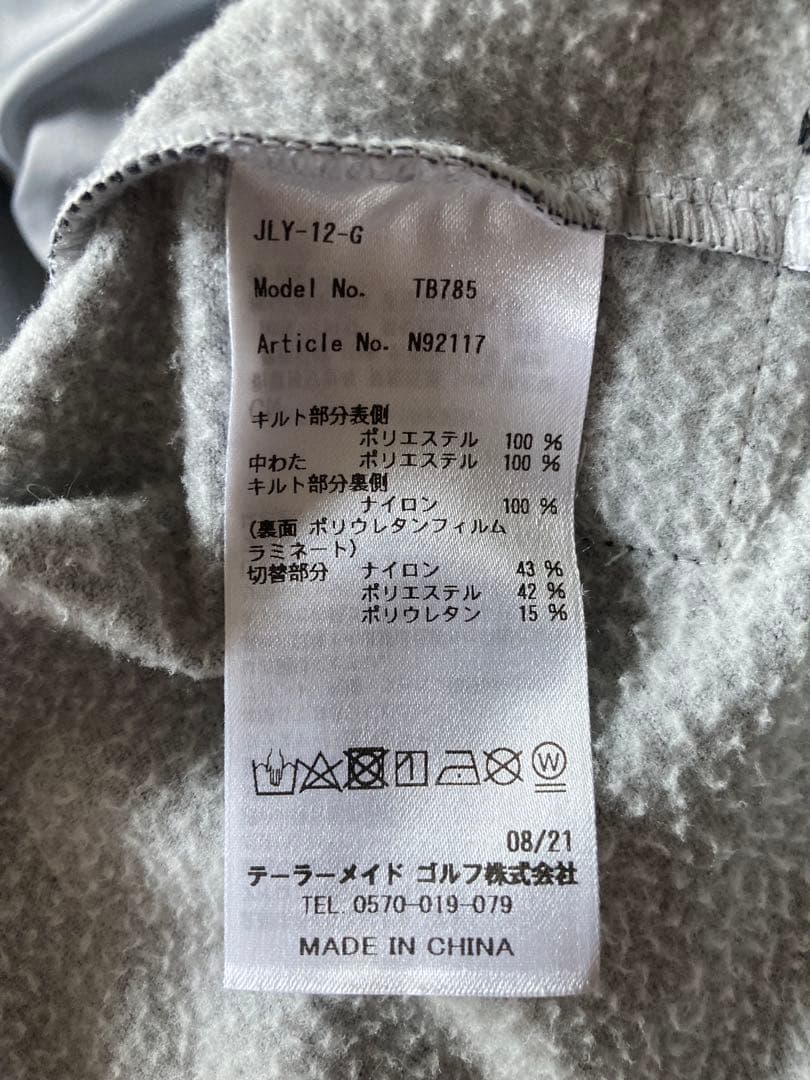 JLY-12-G
Model No. TB785
Article No. N92117
キルト部分表側
ポリエステル 100 %
中わた ポリエステル 100 %
キルト部分裏側
ナイロン 100 %
(裏面 ポリウレタンフィルム
ラミネート)
切替部分 ナイロン 43 %
ポリエステル 42 %
ポリウレタン 15 %
W
08/21
テーラーメイド ゴルフ株式会社
TEL. 0570-019-079
MADE IN CHINA